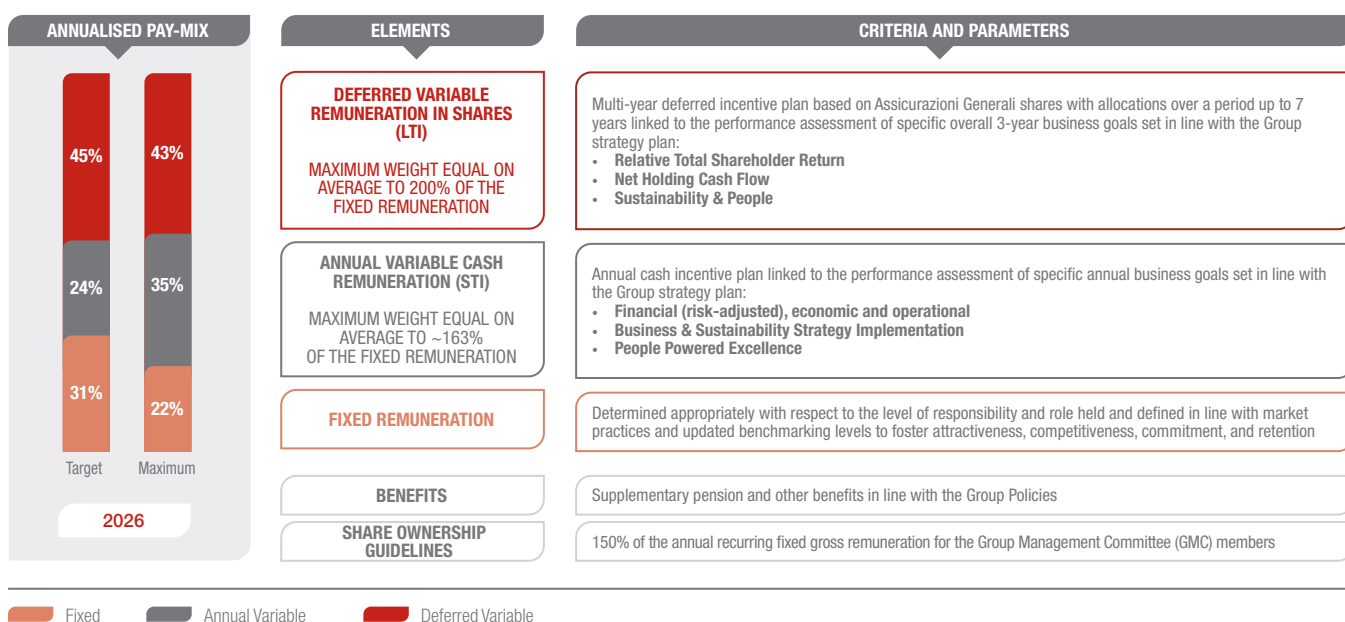 ANNUALISED PAY-MIX
45%
43%
24%
35%
31%
22%
Target
Maximum
2026
ELEMENTS
CRITERIA AND PARAMETERS
DEFERRED VARIABLE
REMUNERATION IN SHARES
(LTI)
MAXIMUM WEIGHT EQUAL ON
AVERAGE TO 200% OF THE
FIXED REMUNERATION
Multi-year deferred incentive plan based on Assicurazioni Generali shares with allocations over a period up to 7
years linked to the performance assessment of specific overall 3-year business goals set in line with the Group
strategy plan:
• Relative Total Shareholder Return
• Net Holding Cash Flow
• Sustainability & People
ANNUAL VARIABLE CASH
REMUNERATION (STI)
MAXIMUM WEIGHT EQUAL ON
AVERAGE TO ~163%
OF THE FIXED REMUNERATION
Annual cash incentive plan linked to the performance assessment of specific annual business goals set in line with
the Group strategy plan:
• Financial (risk-adjusted), economic and operational
• Business & Sustainability Strategy Implementation
• People Powered Excellence
FIXED REMUNERATION
Determined appropriately with respect to the level of responsibility and role held and defined in line with market
practices and updated benchmarking levels to foster attractiveness, competitiveness, commitment, and retention
BENEFITS
Supplementary pension and other benefits in line with the Group Policies
SHARE OWNERSHIP
GUIDELINES
150% of the annual recurring fixed gross remuneration for the Group Management Committee (GMC) members
Fixed
Annual Variable
Deferred Variable